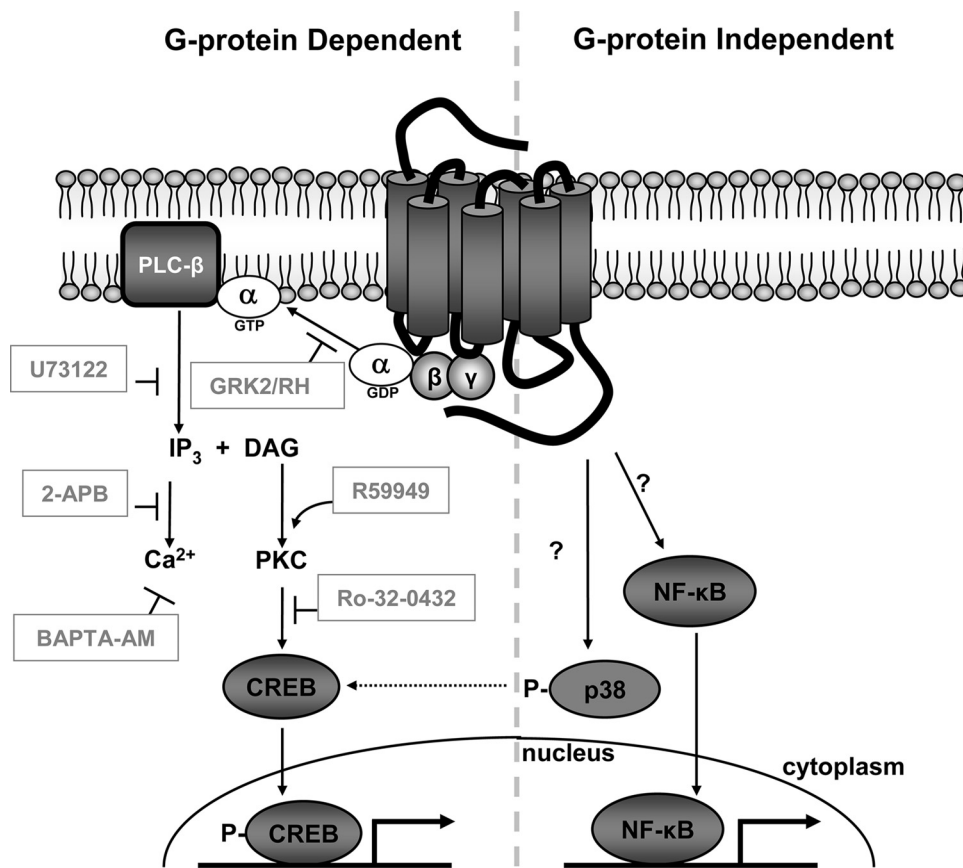 G-protein Dependent
G-protein Independent
PLC-β
α
GTP
α
GDP
β
γ
U73122
GRK2/RH
IP₃ + DAG
2-APB
R59949
?
?
Ca²⁺
PKC
NF-κB
Ro-32-0432
BAPTA-AM
CREB
P-
p38
nucleus
cytoplasm
P-
CREB
NF-κB